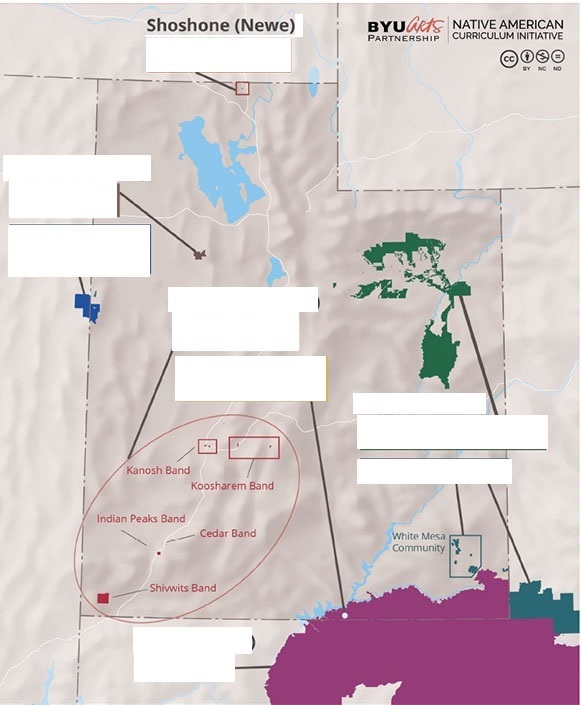 Shoshone (Newe)
BYU Arts
PARTNERSHIP
NATIVE AMERICAN
CURRICULUM INITIATIVE
cc
BY NC ND
Kanosh Band
Koosharem Band
Indian Peaks Band
Cedar Band
Shivwits Band
White Mesa
Community